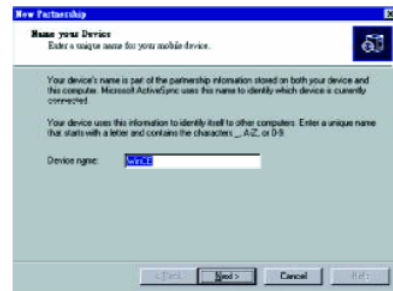 New Partnership
Name your Device
Enter a unique name for your mobile device.
Your device's name is part of the partnership information stored on both your device and
this computer. Microsoft ActiveSync uses this name to identify which device is currently
connected.
Your device uses this information to identify itself to other computers. Enter a unique name
that starts with a letter and contains the characters _, A-Z, or 0-9.
Device name: WinCE
< Back Next > Cancel Help